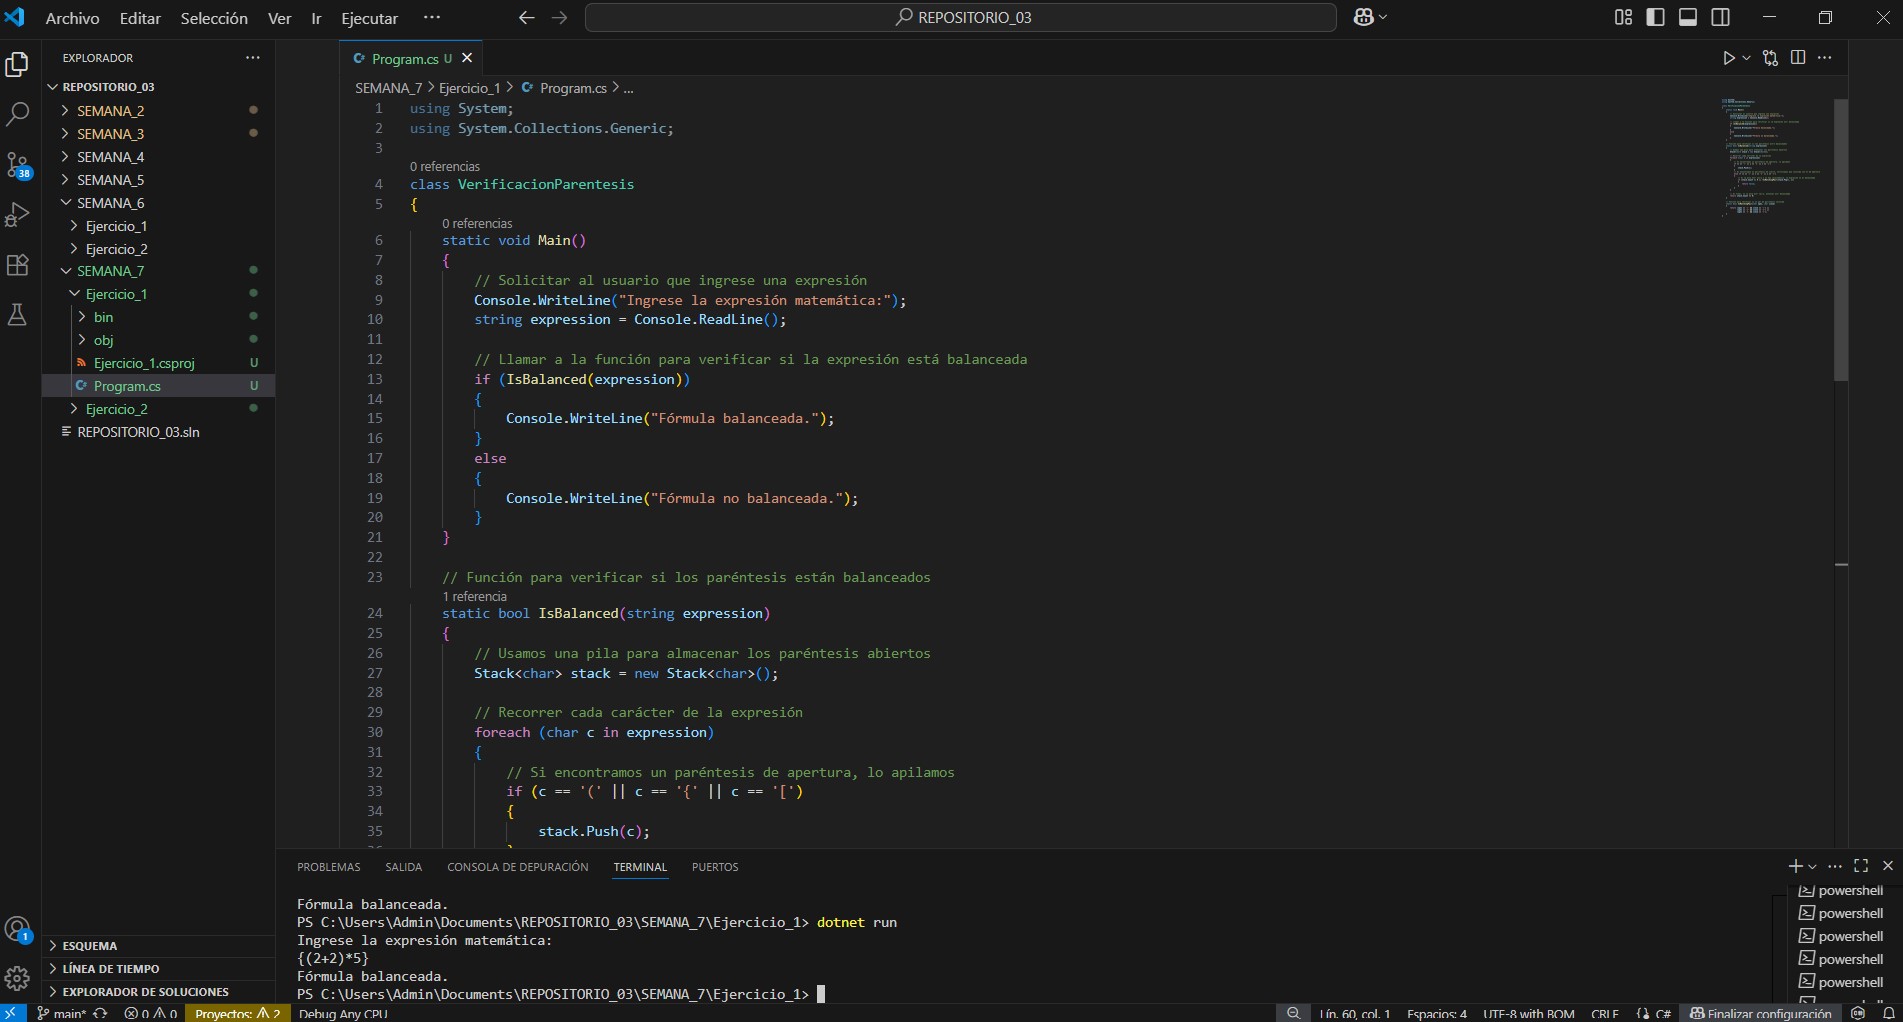 Archivo Editar Selección Ver Ir Ejecutar ···
REPOSITORIO_03
EXPLORADOR ···
REPOSITORIO_03
SEMANA_2
SEMANA_3
SEMANA_4
SEMANA_5
SEMANA_6
Ejercicio_1
Ejercicio_2
SEMANA_7
Ejercicio_1
bin
obj
Ejercicio_1.csproj U
Program.cs U
Ejercicio_2
REPOSITORIO_03.sln
ESQUEMA
LÍNEA DE TIEMPO
EXPLORADOR DE SOLUCIONES
38
1
Program.cs U
SEMANA_7 > Ejercicio_1 > Program.cs > ...
1 using System;
2 using System.Collections.Generic;
3
0 referencias
4 class VerificacionParentesis
5 {
0 referencias
6 static void Main()
7 {
8 // Solicitar al usuario que ingrese una expresión
9 Console.WriteLine("Ingrese la expresión matemática:");
10 string expression = Console.ReadLine();
11
12 // Llamar a la función para verificar si la expresión está balanceada
13 if (IsBalanced(expression))
14 {
15 Console.WriteLine("Fórmula balanceada.");
16 }
17 else
18 {
19 Console.WriteLine("Fórmula no balanceada.");
20 }
21 }
22
23 // Función para verificar si los paréntesis están balanceados
1 referencia
24 static bool IsBalanced(string expression)
25 {
26 // Usamos una pila para almacenar los paréntesis abiertos
27 Stack<char> stack = new Stack<char>();
28
29 // Recorrer cada carácter de la expresión
30 foreach (char c in expression)
31 {
32 // Si encontramos un paréntesis de apertura, lo apilamos
33 if (c == '(' || c == '{' || c == '[')
34 {
35 stack.Push(c);
PROBLEMAS SALIDA CONSOLA DE DEPURACIÓN TERMINAL PUERTOS
Fórmula balanceada.
PS C:\Users\Admin\Documents\REPOSITORIO_03\SEMANA_7\Ejercicio_1> dotnet run
Ingrese la expresión matemática:
{(2+2)*5}
Fórmula balanceada.
PS C:\Users\Admin\Documents\REPOSITORIO_03\SEMANA_7\Ejercicio_1>
powershell
powershell
powershell
powershell
powershell
main* 0 0 Proyectos: 2 Debug Any CPU Lín. 60, col. 1 Espacios: 4 UTF-8 with BOM CRLF C# Finalizar configuración